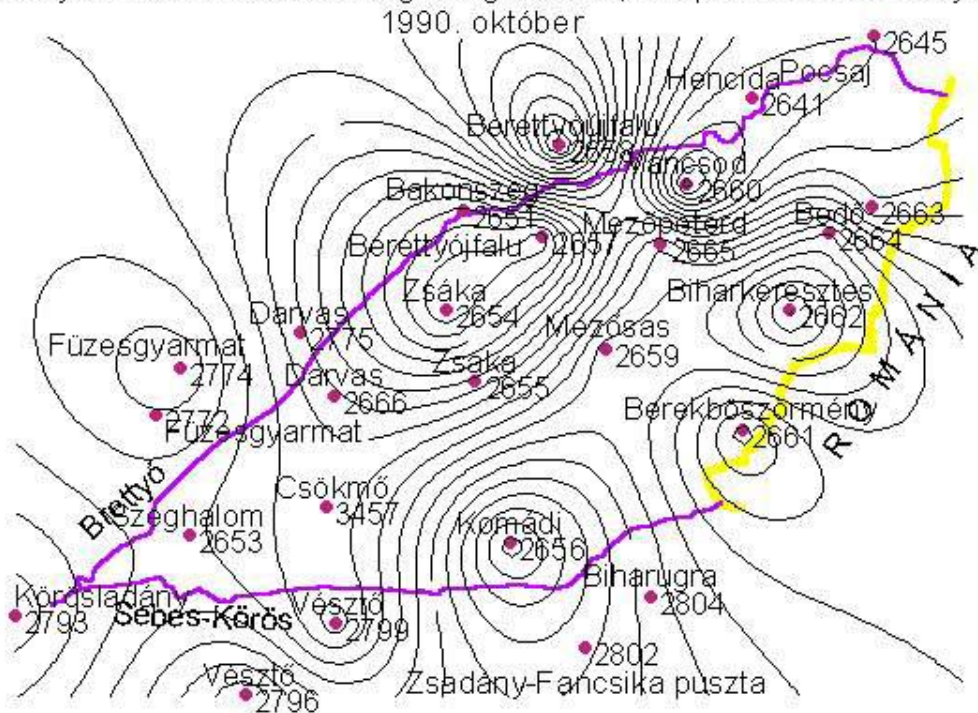 1990. október
2645
Pocsaj
Hencida
2641
Berettyóújfalu
Váncsod
2660
Bakonszeg
2651
Mezőpeterd
2665
Bedő
2663
2664
Berettyóújfalu
2657
Zsáka
2654
Biharkeresztes
2662
Darvas
2775
Mezősas
2659
Füzesgyarmat
2774
Zsáka
2655
Darvas
2666
2772
Füzesgyarmat
Berekböszörmény
2661
ROMÁNIA
Csökmő
3457
Brettyó
Szeghalom
2653
Komádi
2656
Biharugra
2804
Körösladány
2793
Sebes-Körös
Vésztő
2799
2802
Zsadány-Fancsika puszta
Vésztő
2796